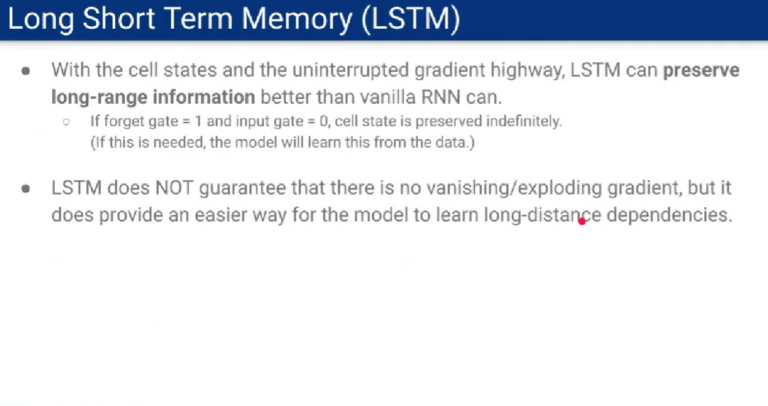 Long Short Term Memory (LSTM)
● With the cell states and the uninterrupted gradient highway, LSTM can preserve
long-range information better than vanilla RNN can.
○ If forget gate = 1 and input gate = 0, cell state is preserved indefinitely.
(If this is needed, the model will learn this from the data.)
● LSTM does NOT guarantee that there is no vanishing/exploding gradient, but it
does provide an easier way for the model to learn long-distance dependencies.